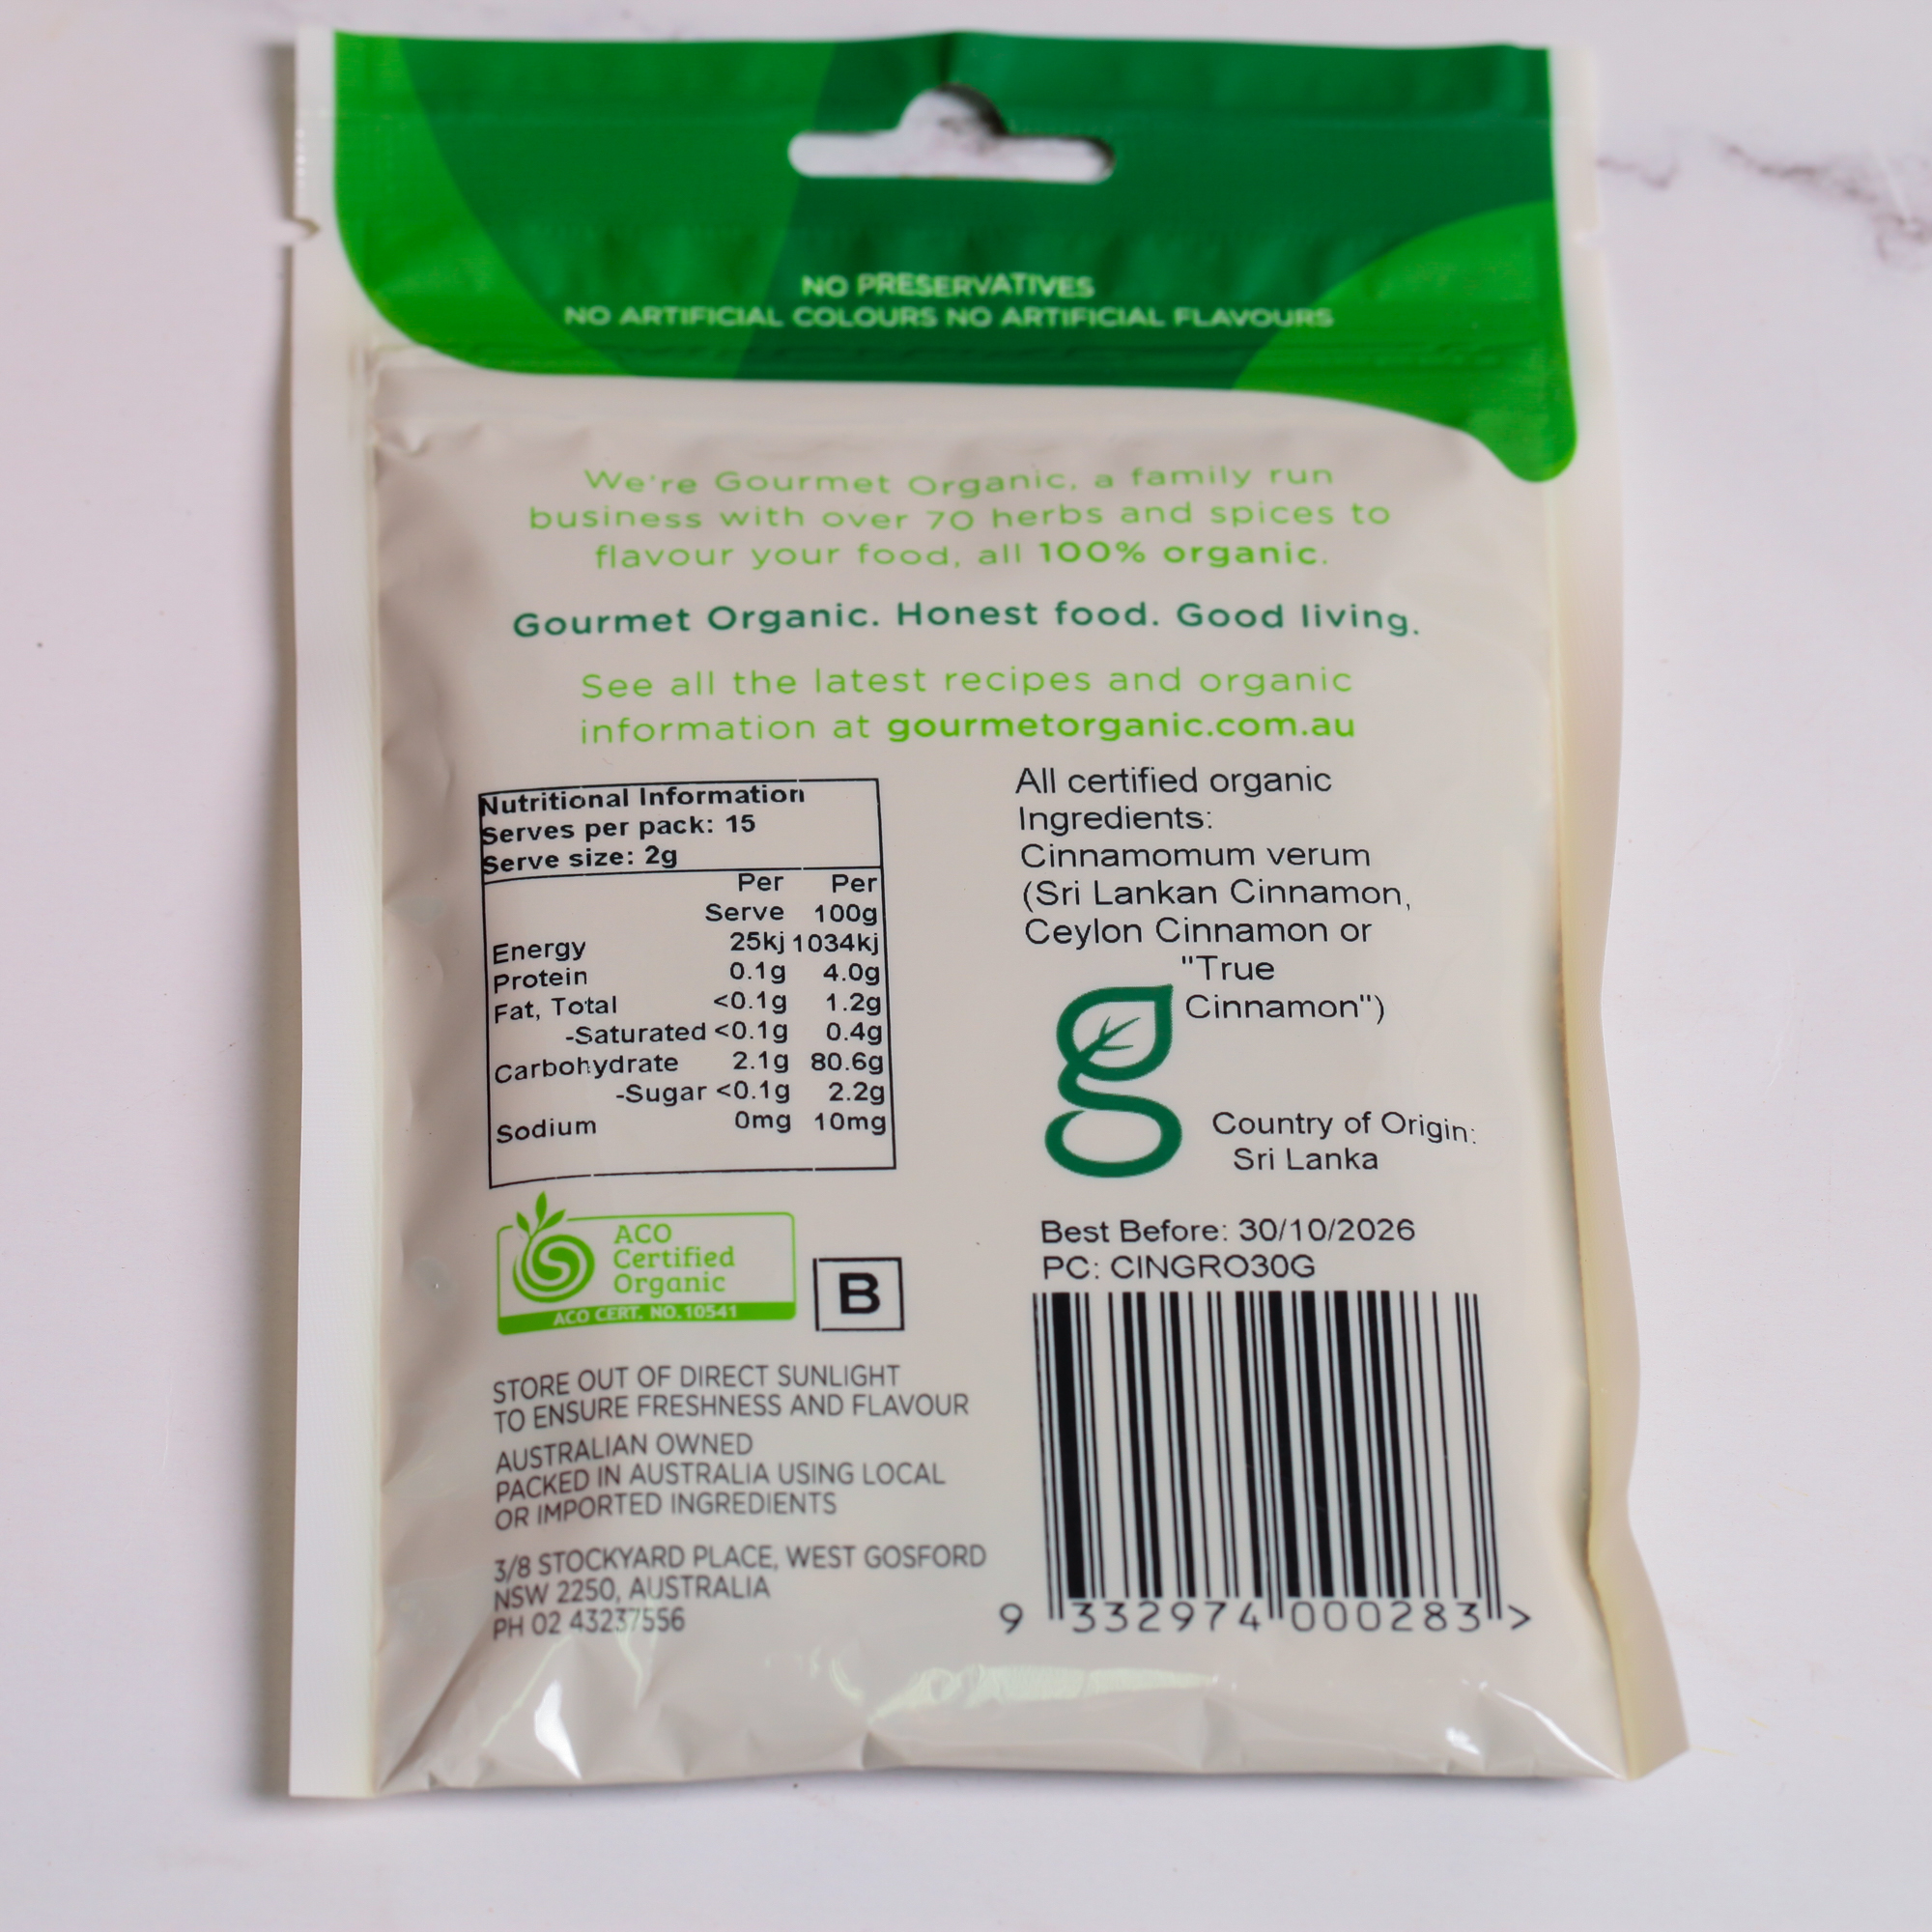 NO PRESERVATIVES
NO ARTIFICIAL COLOURS NO ARTIFICIAL FLAVOURS
We're Gourmet Organic, a family run
business with over 70 herbs and spices to
flavour your food, all 100% organic.
Gourmet Organic. Honest food. Good living.
See all the latest recipes and organic
information at gourmetorganic.com.au
Nutritional Information
Serves per pack: 15
Serve size: 2g
Per Per
Serve 100g
Energy 25kj 1034kj
Protein 0.1g 4.0g
Fat, Total <0.1g 1.2g
-Saturated <0.1g 0.4g
Carbohydrate 2.1g 80.6g
-Sugar <0.1g 2.2g
Sodium 0mg 10mg
All certified organic
Ingredients:
Cinnamomum verum
(Sri Lankan Cinnamon,
Ceylon Cinnamon or
"True
Cinnamon")
Country of Origin:
Sri Lanka
ACO
Certified
Organic
ACO CERT. NO. 10541
B
Best Before: 30/10/2026
PC: CINGRO30G
STORE OUT OF DIRECT SUNLIGHT
TO ENSURE FRESHNESS AND FLAVOUR
AUSTRALIAN OWNED
PACKED IN AUSTRALIA USING LOCAL
OR IMPORTED INGREDIENTS
3/8 STOCKYARD PLACE, WEST GOSFORD
NSW 2250, AUSTRALIA
PH 02 43237556
9 332974 000283 >